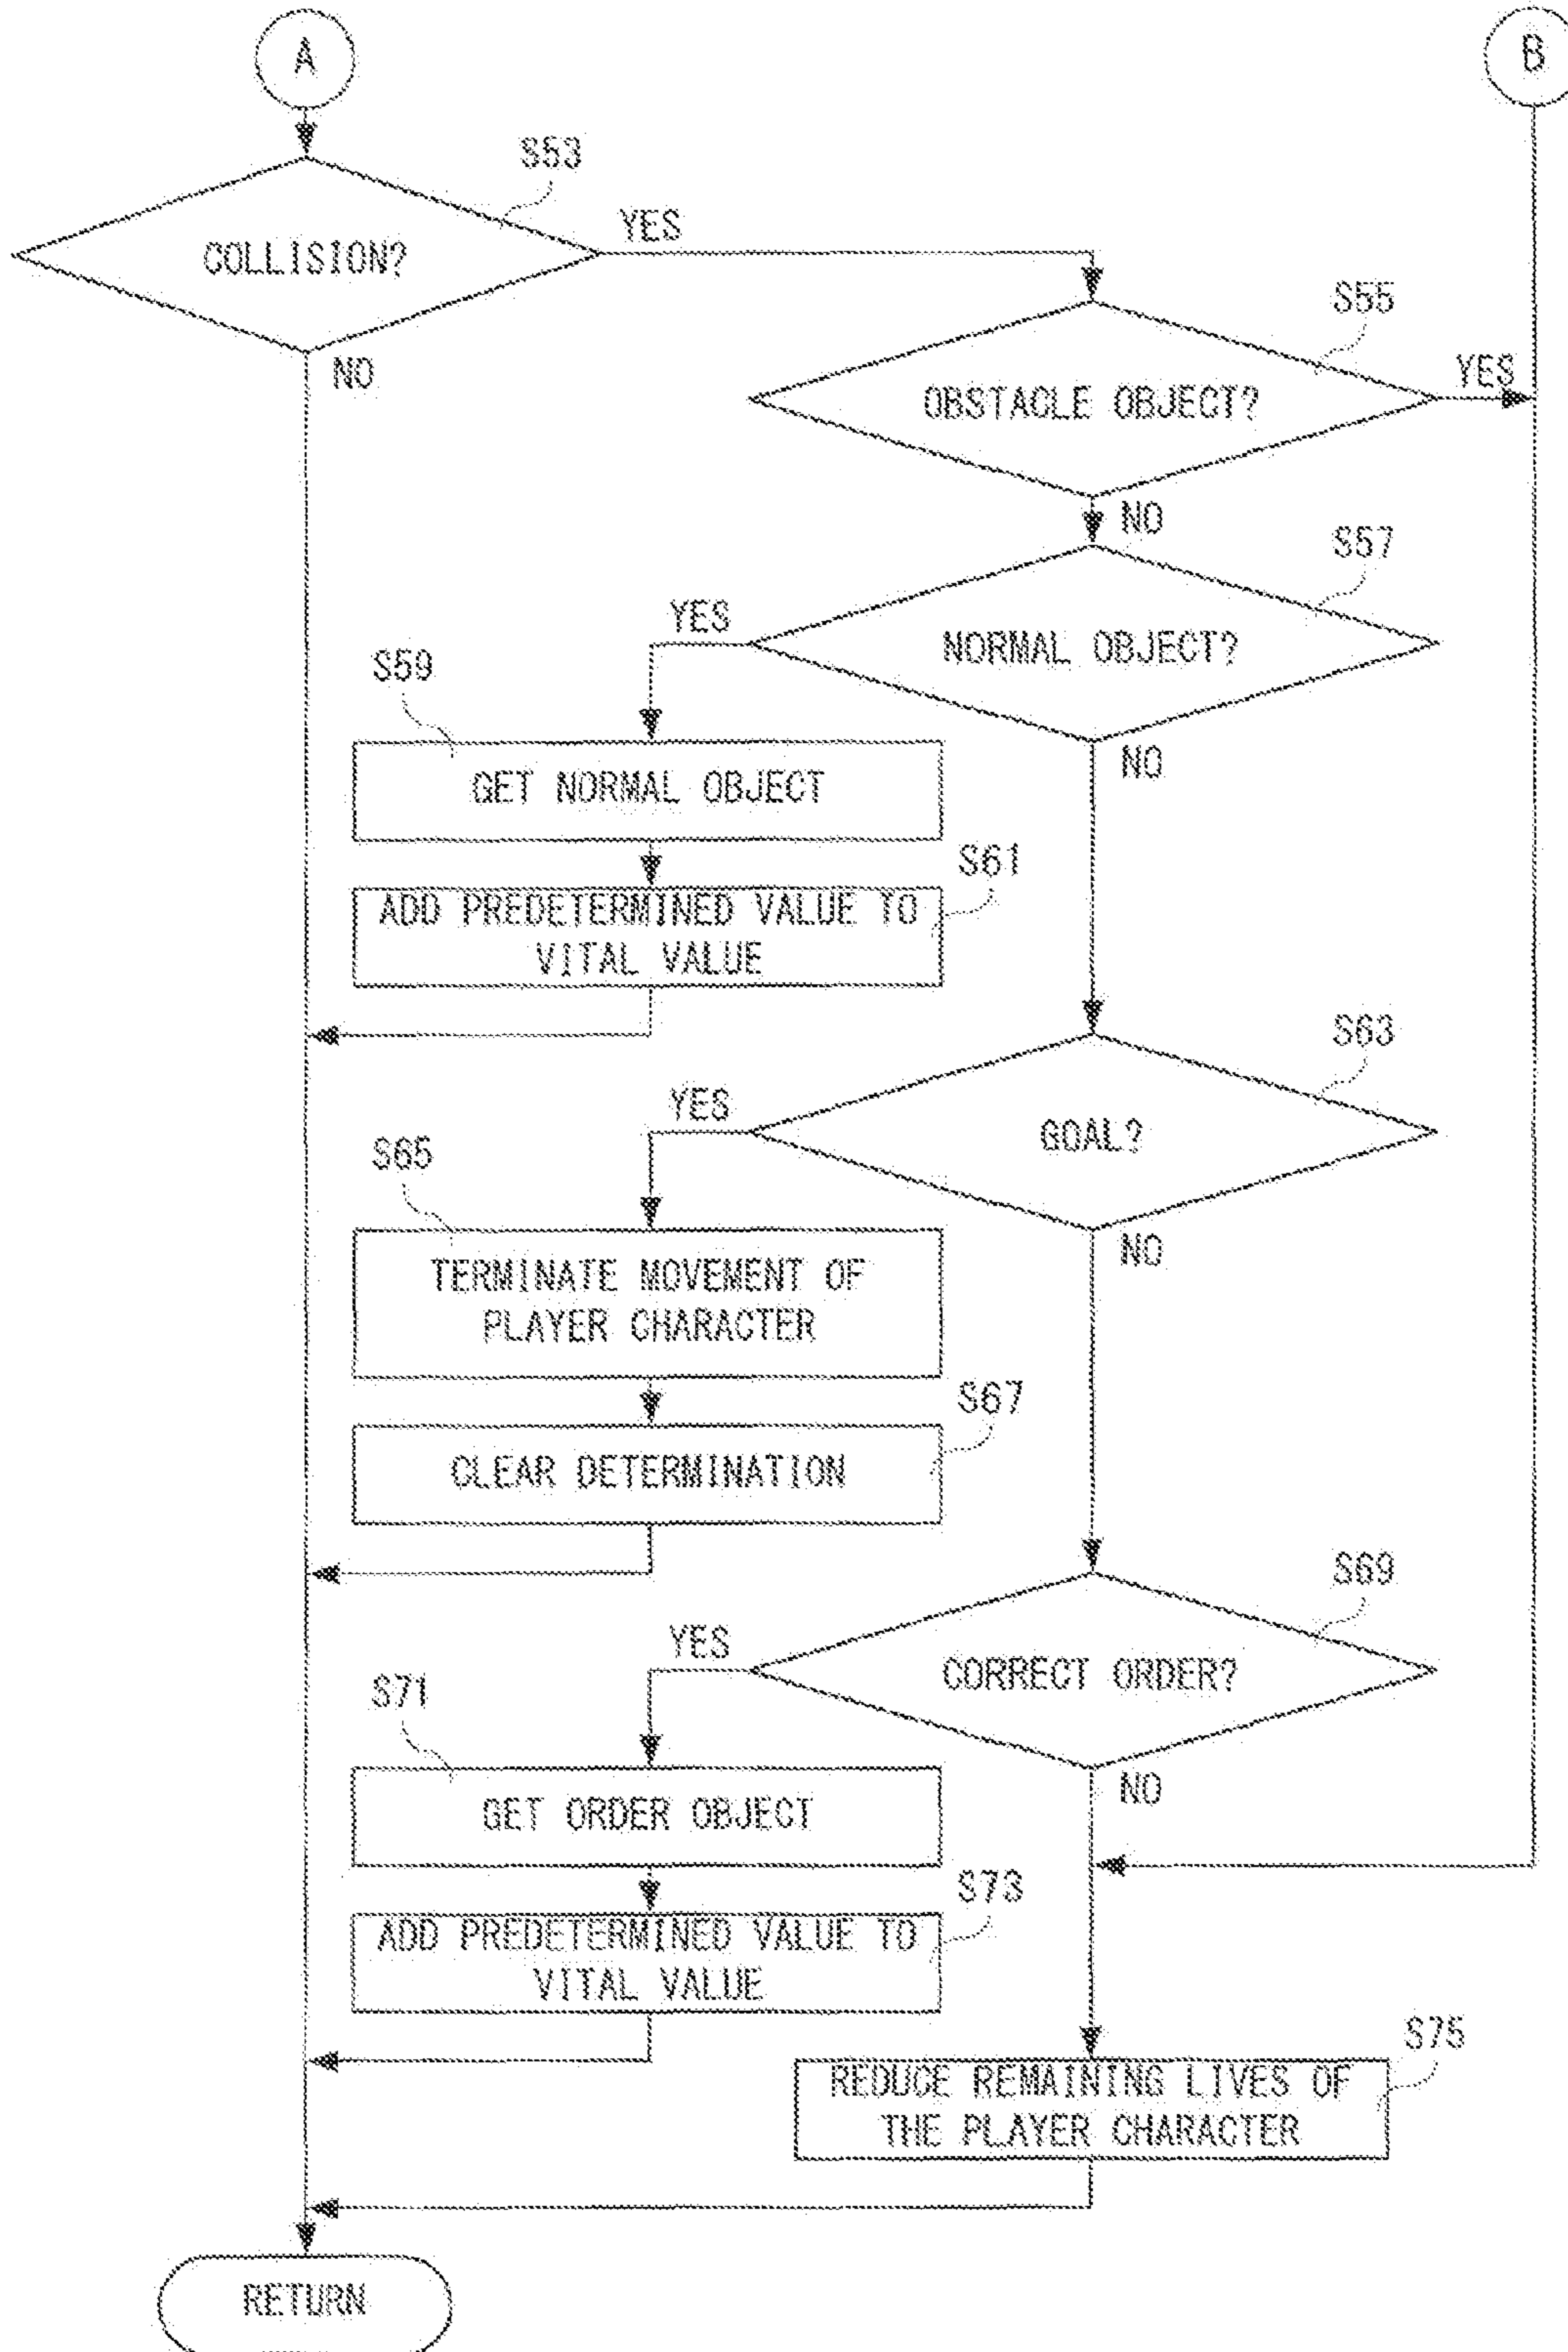 A
B
S53
COLLISION?
YES
NO
S55
OBSTACLE OBJECT?
YES
NO
S57
NORMAL OBJECT?
YES
NO
S59
GET NORMAL OBJECT
S61
ADD PREDETERMINED VALUE TO
VITAL VALUE
S63
GOAL?
YES
NO
S65
TERMINATE MOVEMENT OF
PLAYER CHARACTER
S67
CLEAR DETERMINATION
S69
CORRECT ORDER?
YES
NO
S71
GET ORDER OBJECT
S73
ADD PREDETERMINED VALUE TO
VITAL VALUE
S75
REDUCE REMAINING LIVES OF
THE PLAYER CHARACTER
RETURN